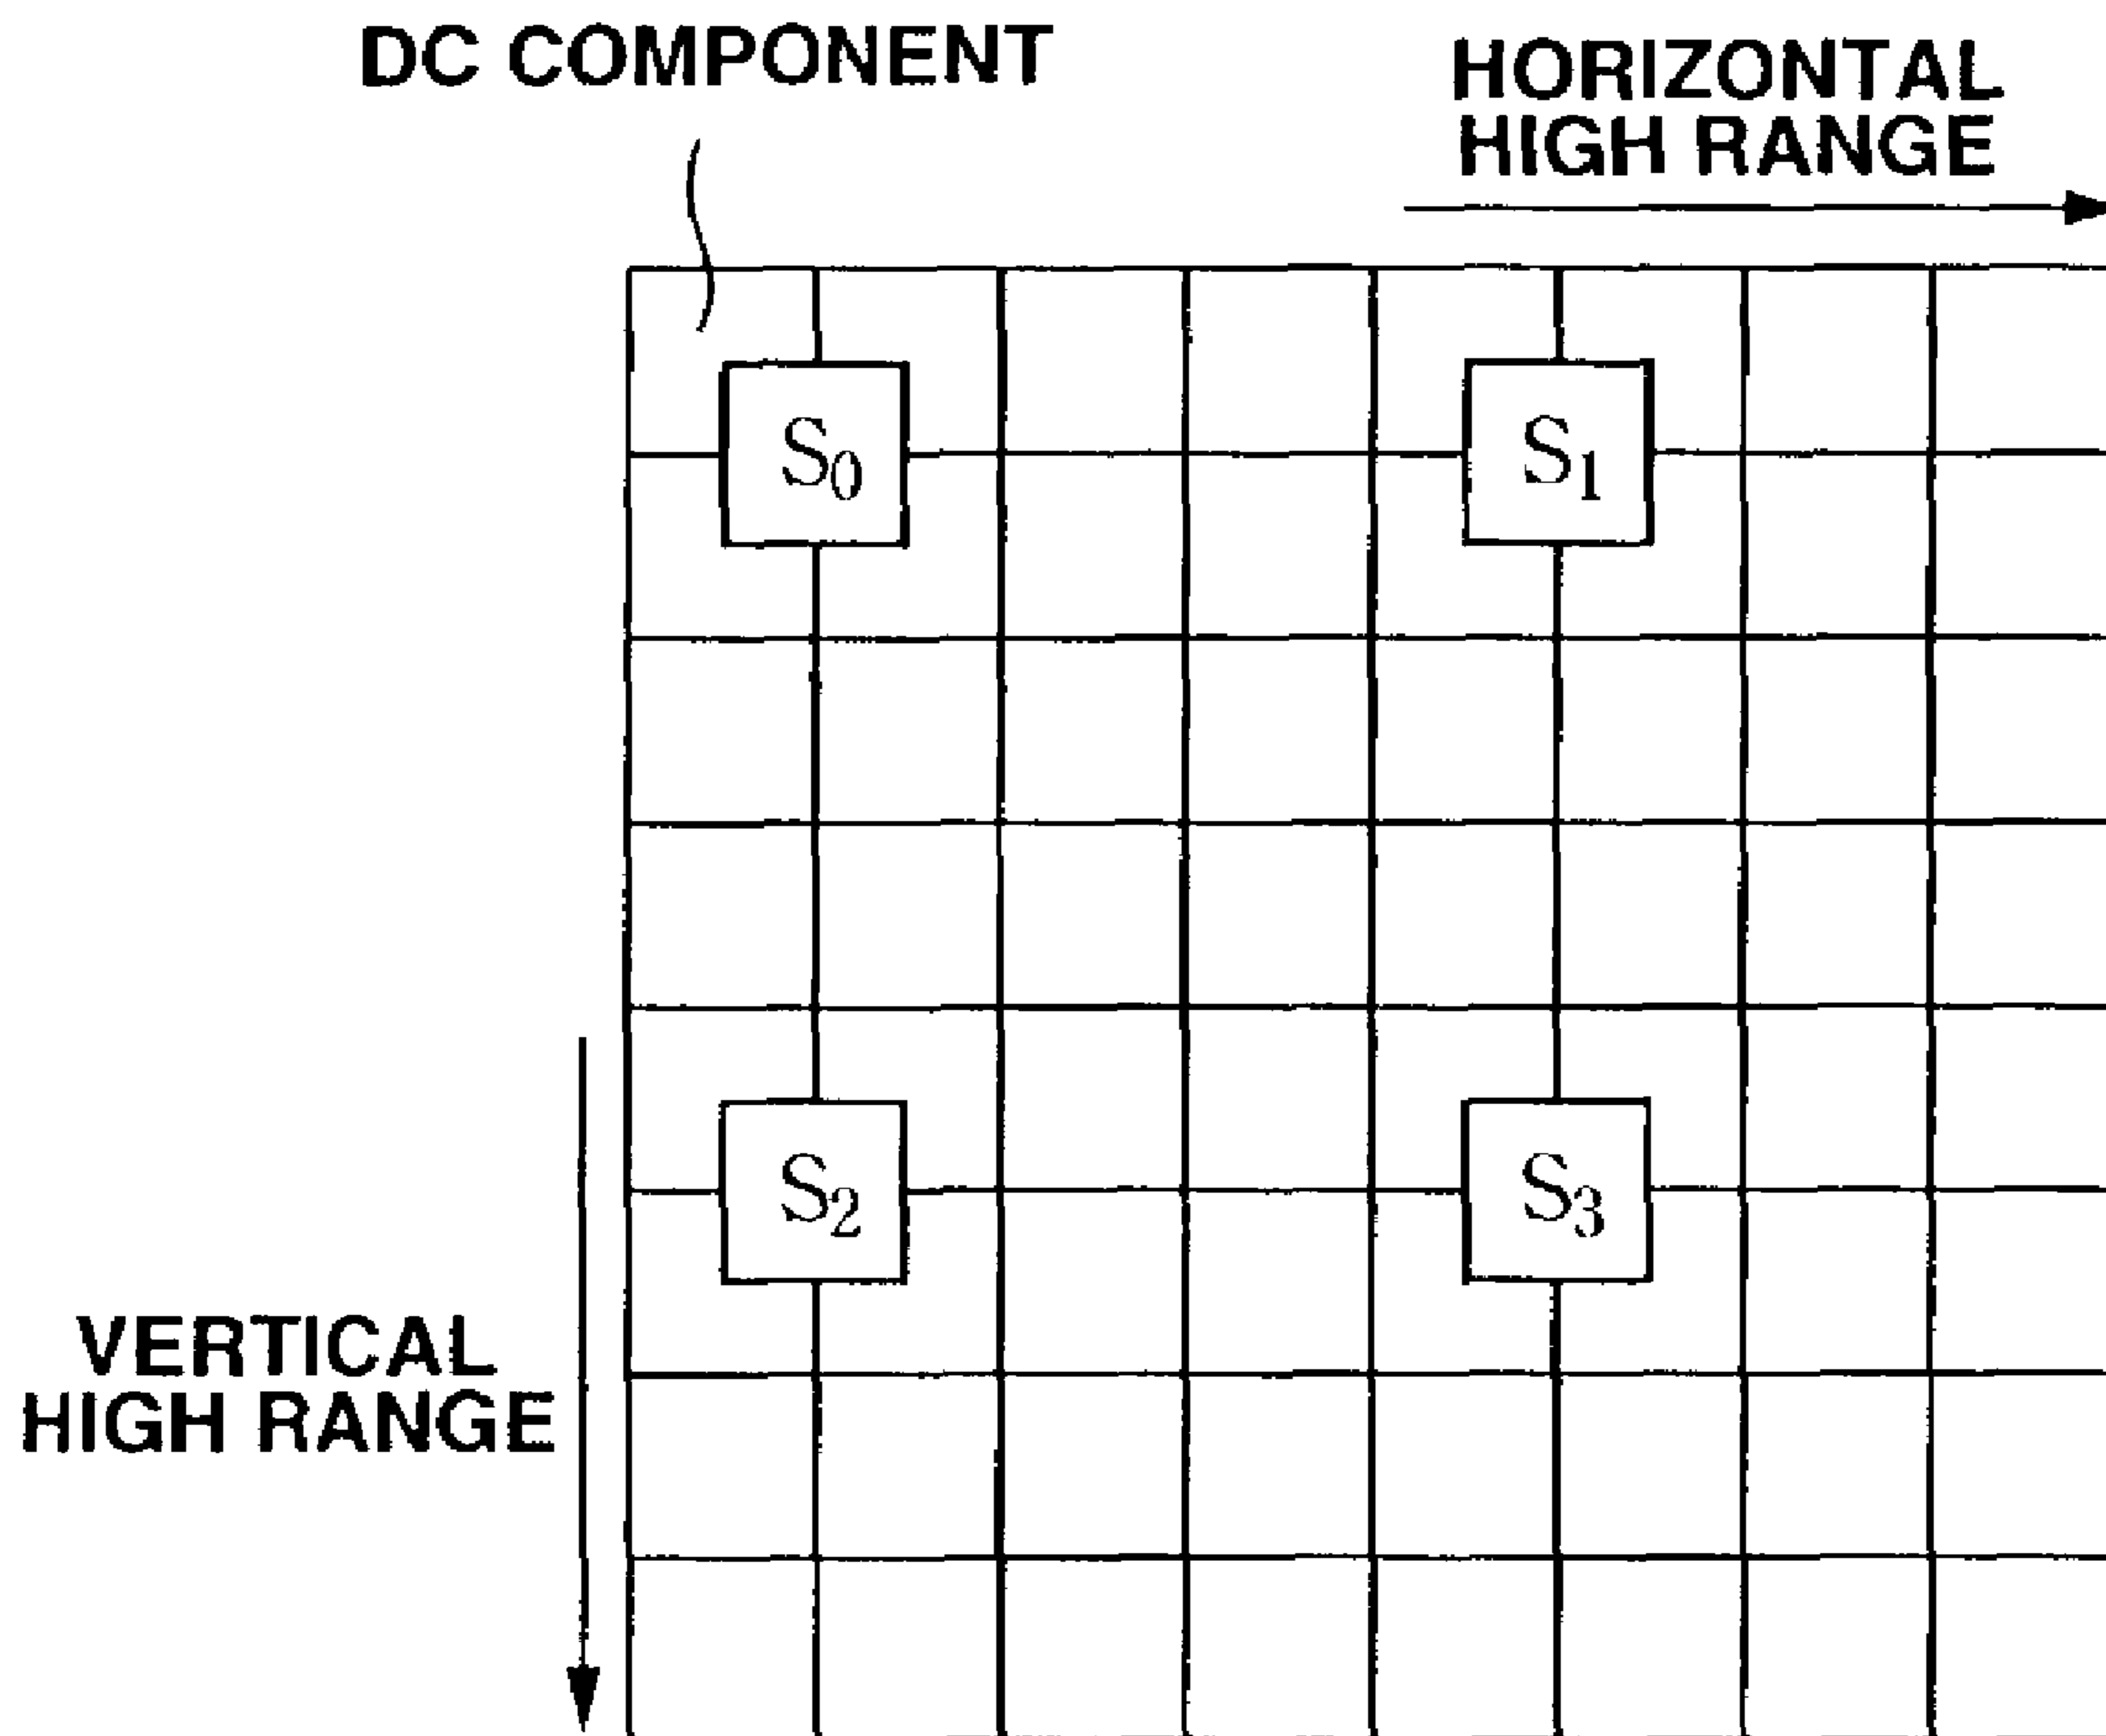 DC COMPONENT
HORIZONTAL
HIGH RANGE
S0
S1
S2
S3
VERTICAL
HIGH RANGE